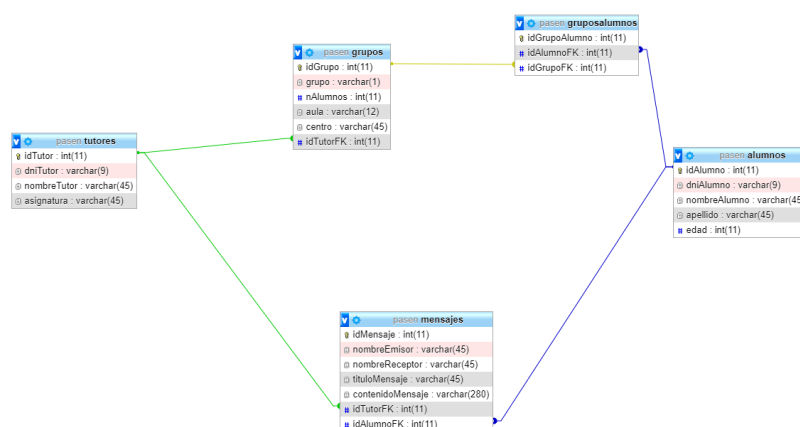 pasen gruposalumnos
idGrupoAlumno : int(11)
idAlumnoFK : int(11)
idGrupoFK : int(11)
pasen grupos
idGrupo : int(11)
grupo : varchar(1)
nAlumnos : int(11)
aula : varchar(12)
centro : varchar(45)
idTutorFK : int(11)
pasen tutores
idTutor : int(11)
dniTutor : varchar(9)
nombreTutor : varchar(45)
asignatura : varchar(45)
pasen alumnos
idAlumno : int(11)
dniAlumno : varchar(9)
nombreAlumno : varchar(45
apellido : varchar(45)
edad : int(11)
pasen mensajes
idMensaje : int(11)
nombreEmisor : varchar(45)
nombreReceptor : varchar(45)
tituloMensaje : varchar(45)
contenidoMensaje : varchar(280)
idTutorFK : int(11)
idAlumnoFK : int(11)